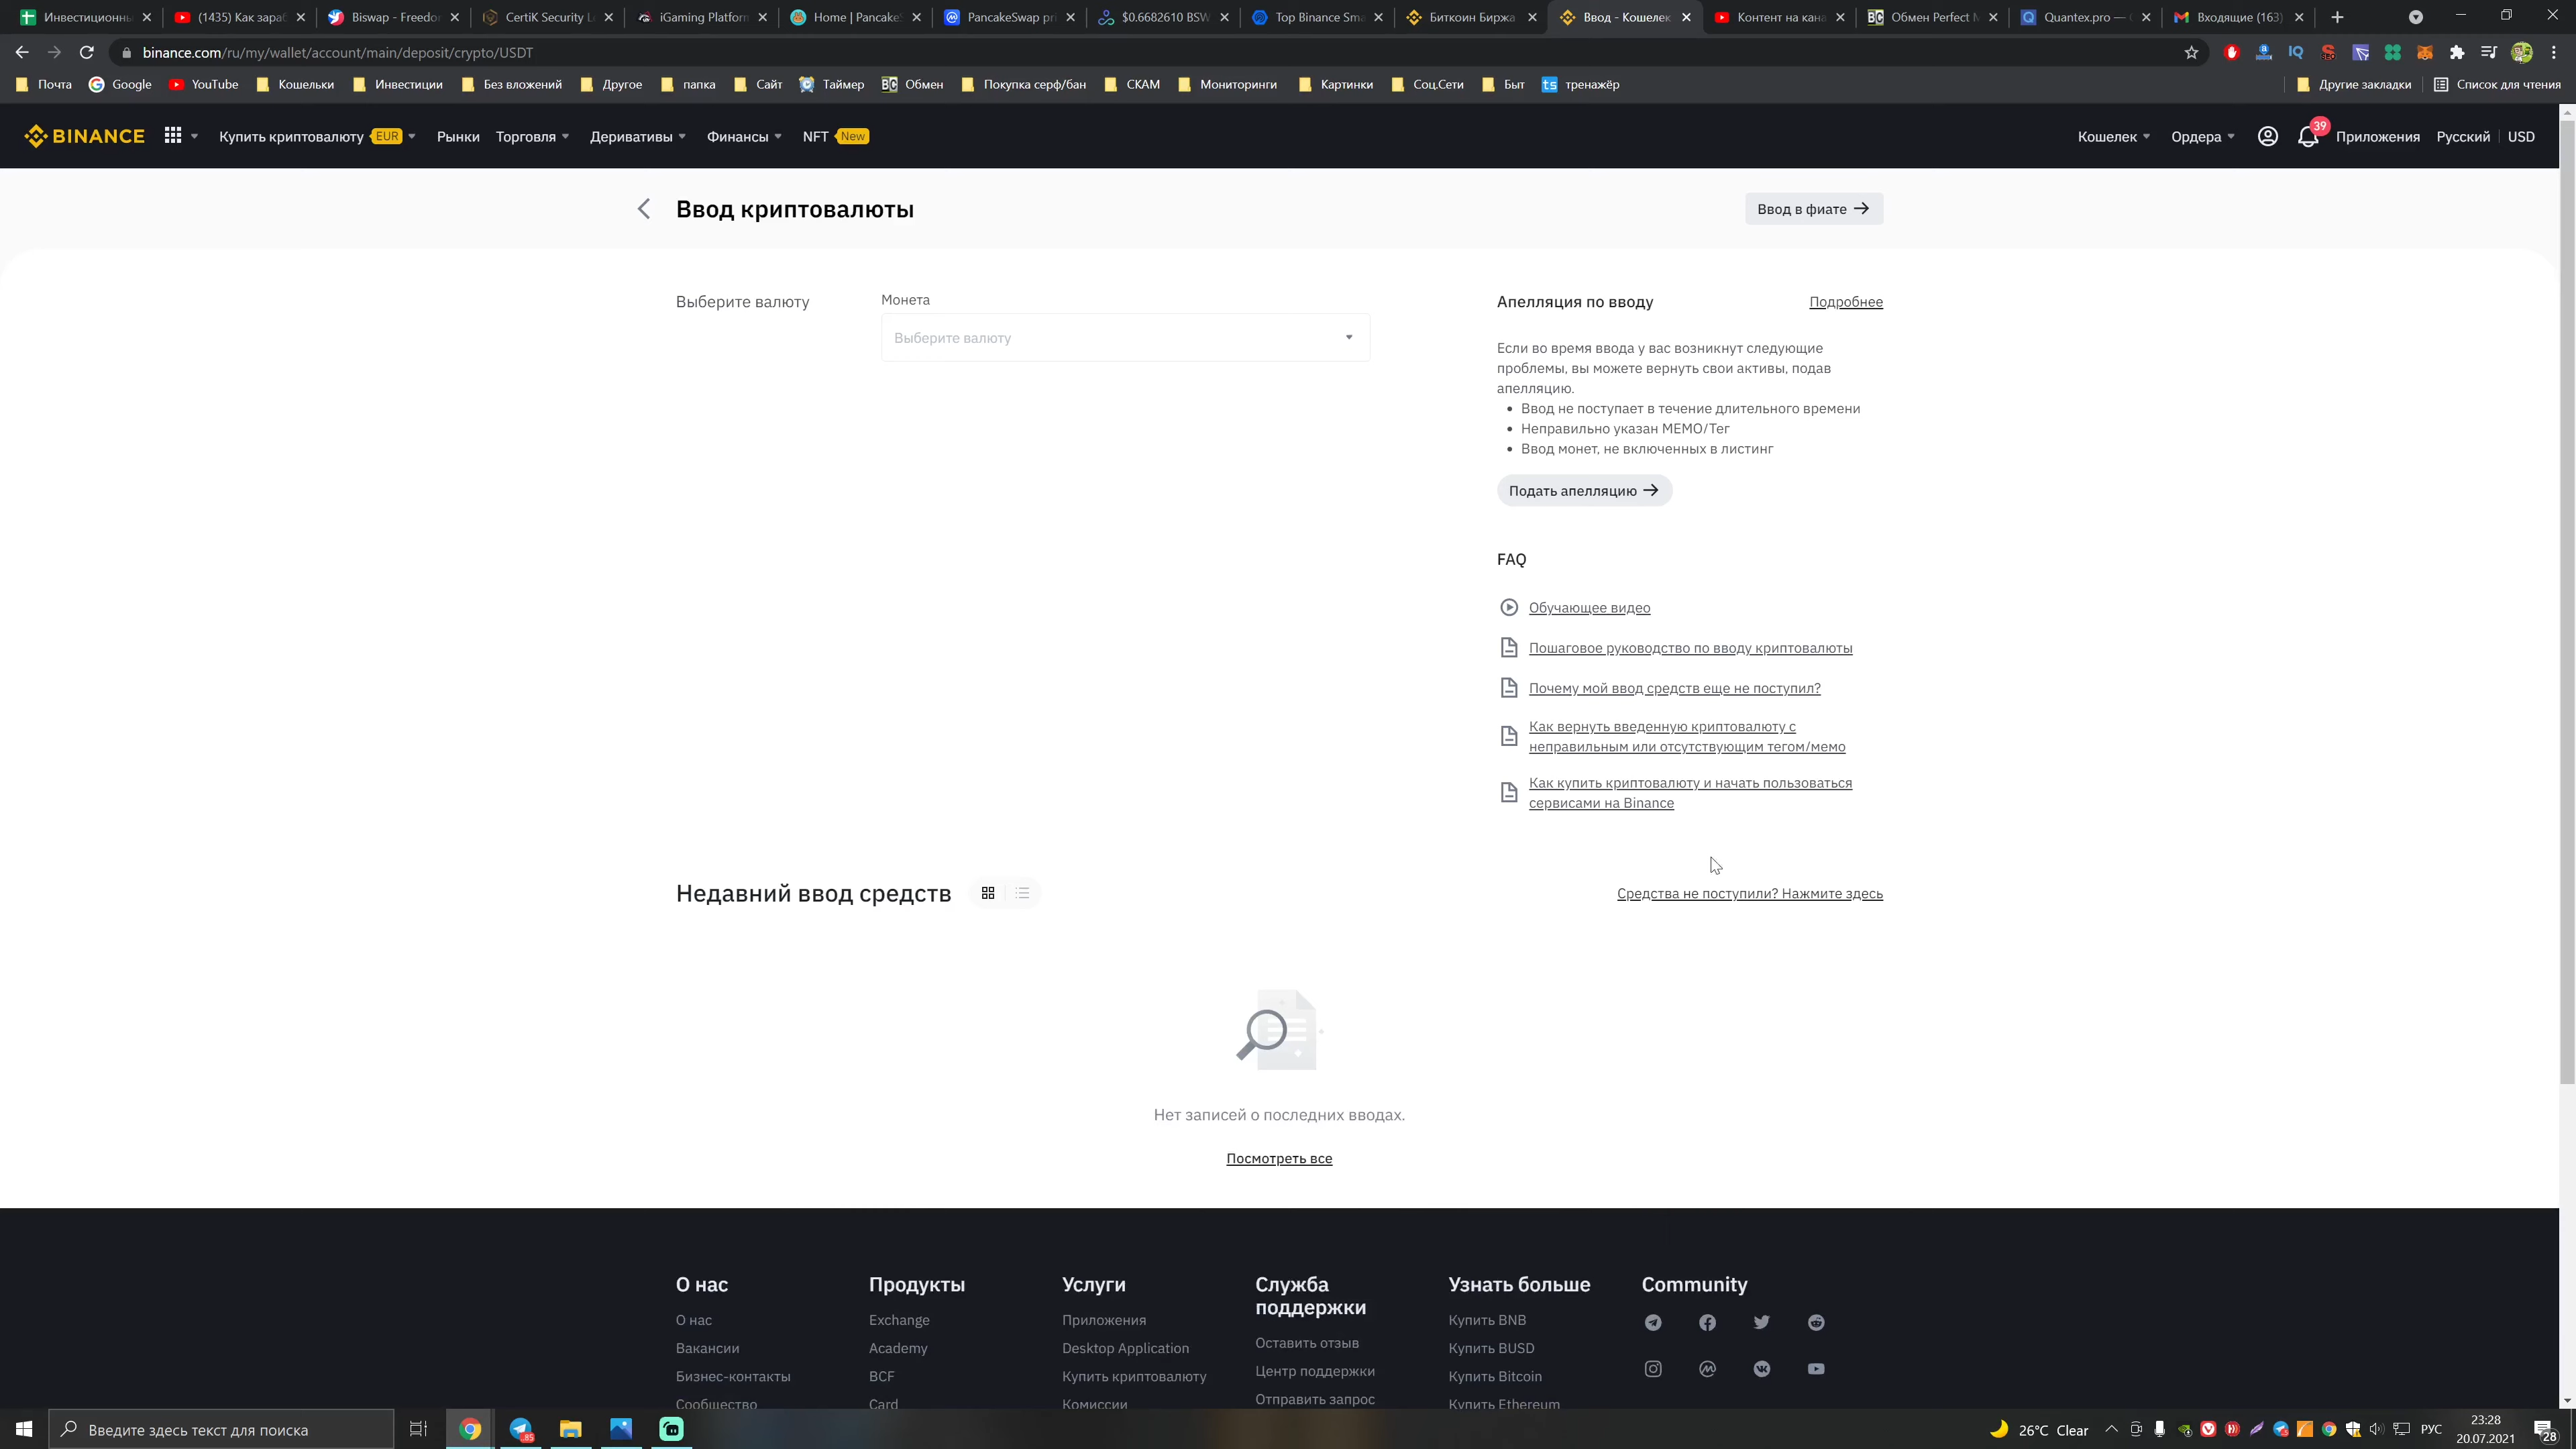 Инвестиционны
(1435) Как зараб
Biswap - Freedo
CertiK Security Le
iGaming Platform
Home | PancakeS
PancakeSwap pri
$0.6682610 BSW
Top Binance Sma
Биткоин Биржа
Ввод - Кошелек
Контент на кана
Обмен Perfect M
Quantex.pro —
Входящие (163)
binance.com/ru/my/wallet/account/main/deposit/crypto/USDT
Почта
Google
YouTube
Кошельки
Инвестиции
Без вложений
Другое
папка
Сайт
Таймер
BC Обмен
Покупка серф/бан
СКАМ
Мониторинги
Картинки
Соц.Сети
Быт
ts тренажёр
Другие закладки
Список для чтения
BINANCE
Купить криптовалюту EUR
Рынки
Торговля
Деривативы
Финансы
NFT New
Кошелек
Ордера
39
Приложения
Русский
USD
Ввод криптовалюты
Ввод в фиате
Выберите валюту
Монета
Выберите валюту
Апелляция по вводу
Подробнее
Если во время ввода у вас возникнут следующие
проблемы, вы можете вернуть свои активы, подав
апелляцию.
Ввод не поступает в течение длительного времени
Неправильно указан МЕМО/Тег
Ввод монет, не включенных в листинг
Подать апелляцию
FAQ
Обучающее видео
Пошаговое руководство по вводу криптовалюты
Почему мой ввод средств еще не поступил?
Как вернуть введенную криптовалюту с
неправильным или отсутствующим тегом/мемо
Как купить криптовалюту и начать пользоваться
сервисами на Binance
Недавний ввод средств
Средства не поступили? Нажмите здесь
Нет записей о последних вводах.
Посмотреть все
О нас
О нас
Вакансии
Бизнес-контакты
Сообщество
Продукты
Exchange
Academy
BCF
Card
Услуги
Приложения
Desktop Application
Купить криптовалюту
Комиссии
Служба
поддержки
Оставить отзыв
Центр поддержки
Отправить запрос
Узнать больше
Купить BNB
Купить BUSD
Купить Bitcoin
Купить Ethereum
Community
Введите здесь текст для поиска
26°C Clear
РУС
23:28
20.07.2021
28